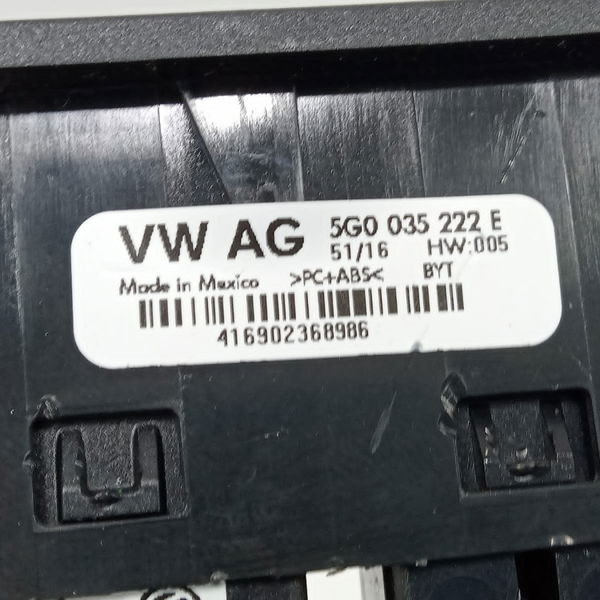 VW AG 5G0 035 222 E
51/16 HW:005
Made in Mexico >PC+ABS< BYT
416902368986